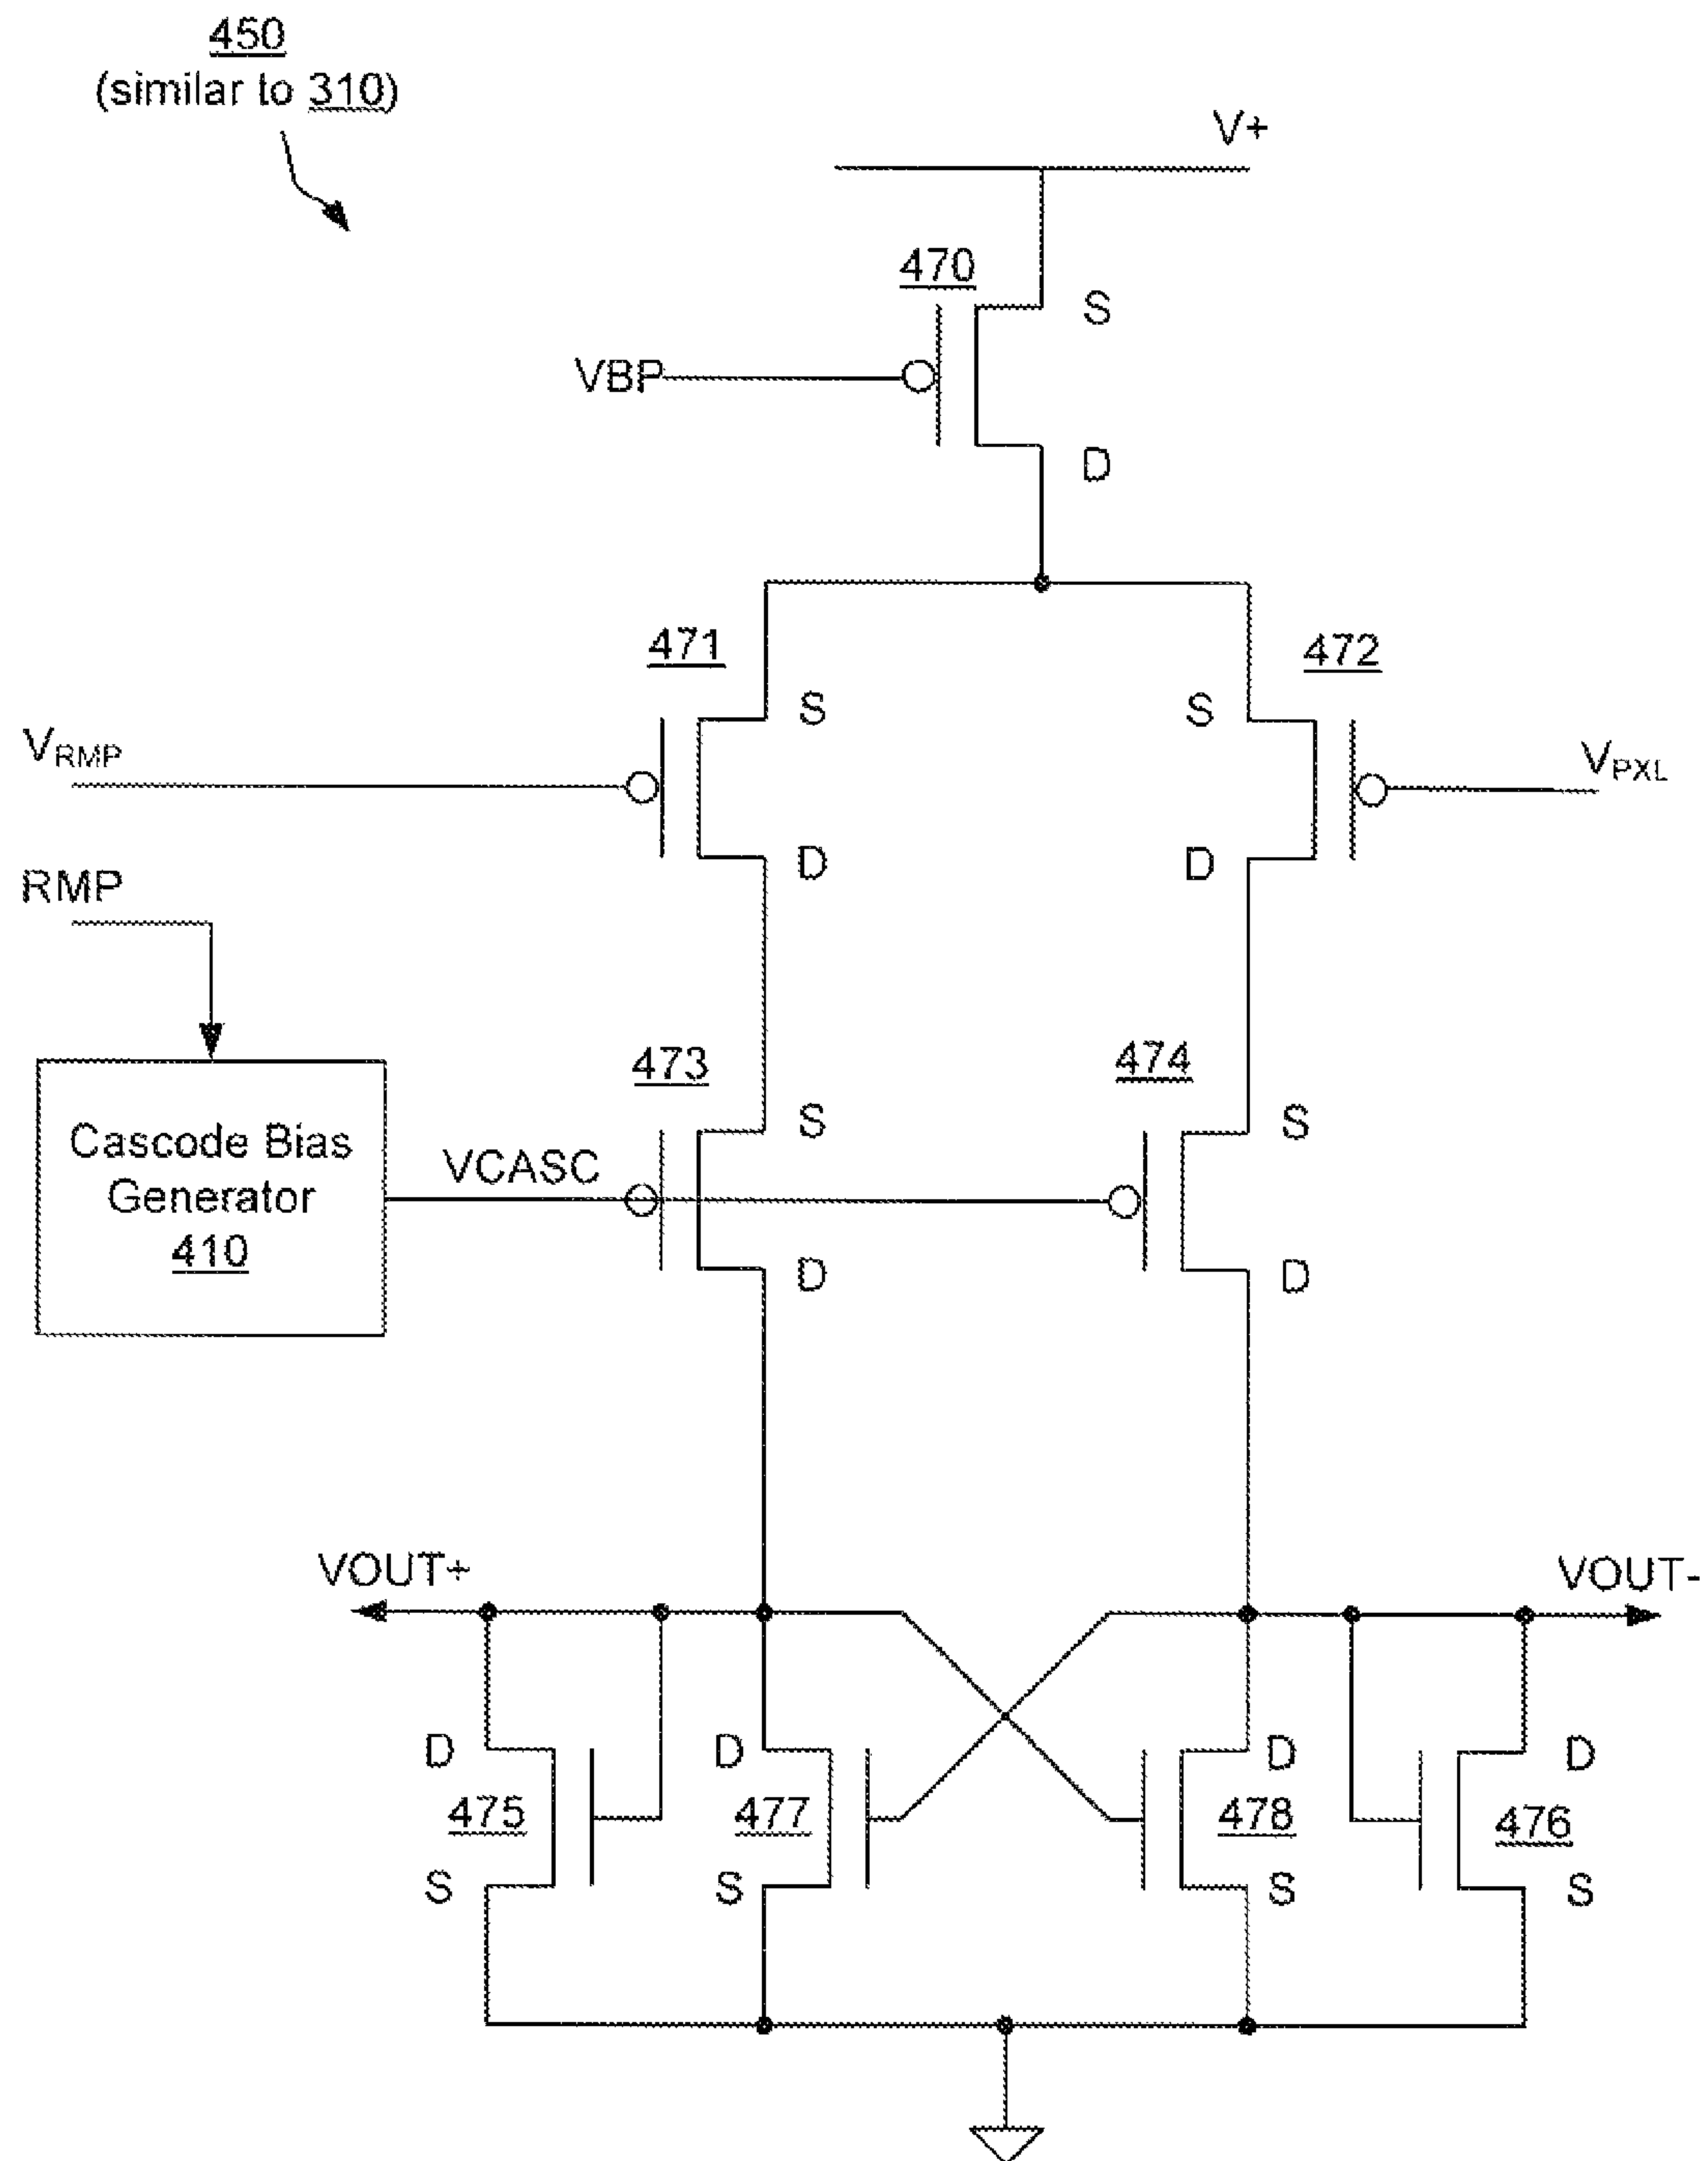 450
(similar to 310)
V+
470
S
VBP
D
471
472
S
S
VRMP
VPXL
D
D
RMP
473
474
S
S
Cascode Bias
Generator
410
VCASC
D
D
VOUT+
VOUT-
D
D
D
D
475
477
478
476
S
S
S
S